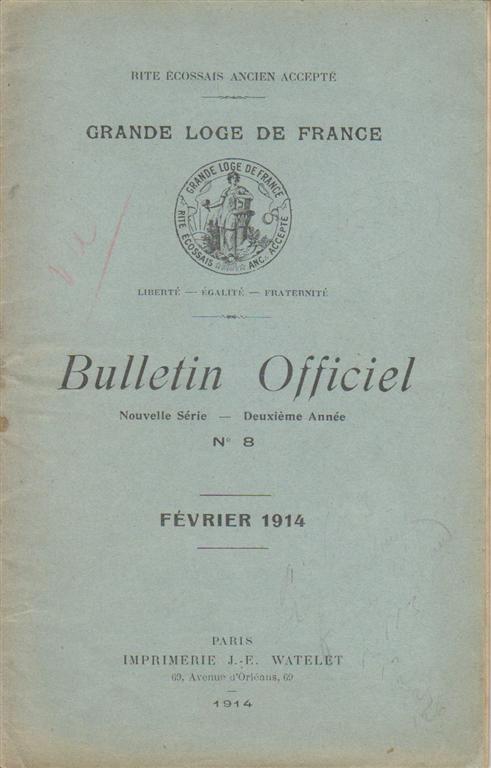 RITE ÉCOSSAIS ANCIEN ACCEPTÉ
GRANDE LOGE DE FRANCE
GRANDE LOGE DE FRANCE
RITE ÉCOSSAIS ANC. ACCEPTÉ
LIBERTÉ — ÉGALITÉ — FRATERNITÉ
Bulletin Officiel
Nouvelle Série — Deuxième Année
N° 8
FÉVRIER 1914
PARIS
IMPRIMERIE J.-E. WATELET
69, Avenue d'Orléans, 69
1914